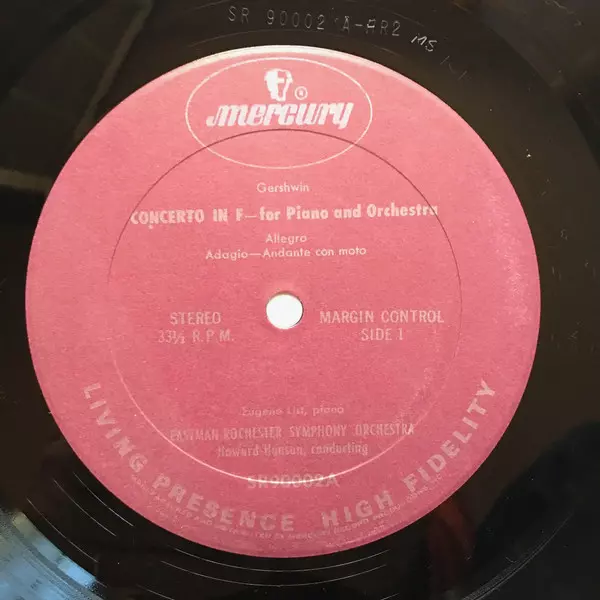 SR 90002 A-RR2 MS
®
mercury
Gershwin
CONCERTO IN F—for Piano and Orchestra
Allegro
Adagio—Andante con moto
STEREO MARGIN CONTROL
33⅓ R.P.M. SIDE 1
Eugene List, piano
EASTMAN-ROCHESTER SYMPHONY ORCHESTRA
Howard Hanson, conducting
SR90002A
LIVING PRESENCE HIGH FIDELITY